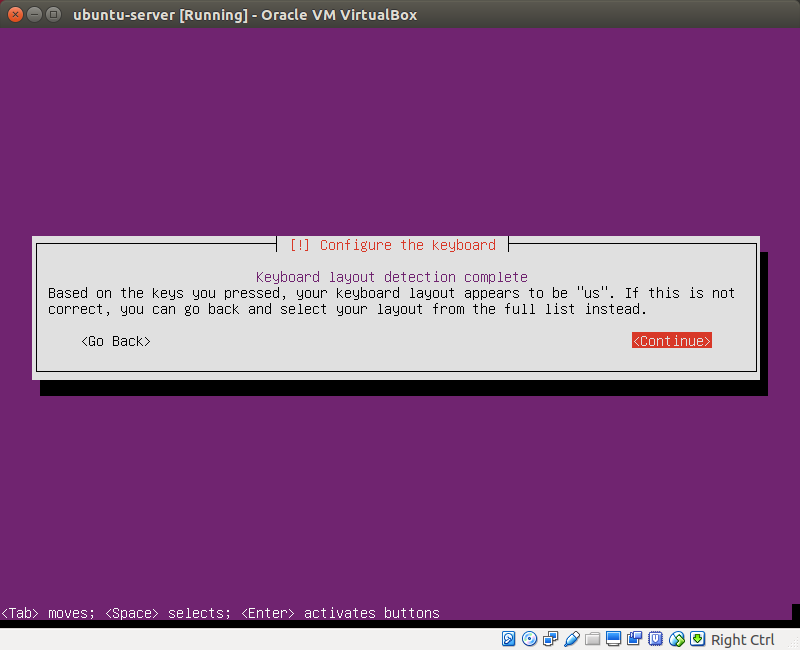 ubuntu-server [Running] - Oracle VM VirtualBox
[!] Configure the keyboard
Keyboard layout detection complete
Based on the keys you pressed, your keyboard layout appears to be "us". If this is not
correct, you can go back and select your layout from the full list instead.
<Go Back> <Continue>
<Tab> moves; <Space> selects; <Enter> activates buttons
Right Ctrl